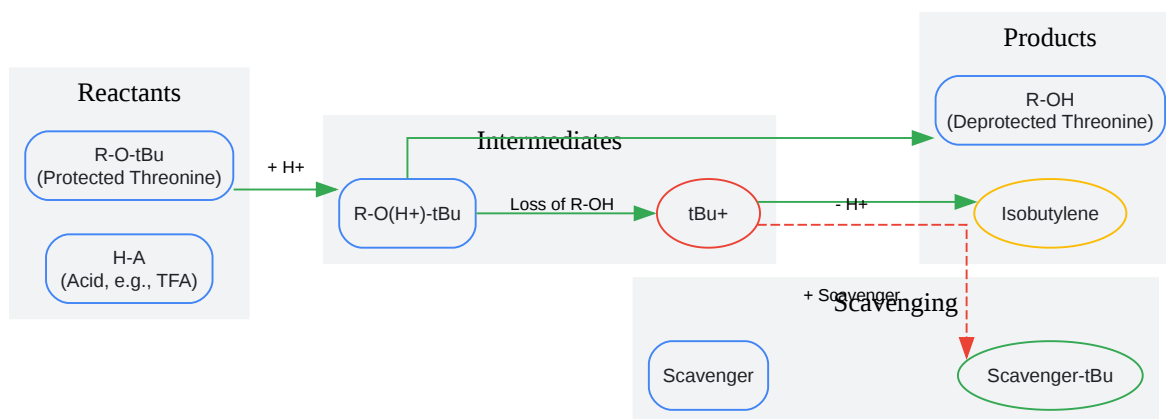 Products
Reactants
R-OH
(Deprotected Threonine)
Intermediates
R-O-tBu
(Protected Threonine)
+ H+
R-O(H+)-tBu
Loss of R-OH
tBu+
- H+
Isobutylene
H-A
(Acid, e.g., TFA)
+ Scavenger
Scavenging
Scavenger
Scavenger-tBu